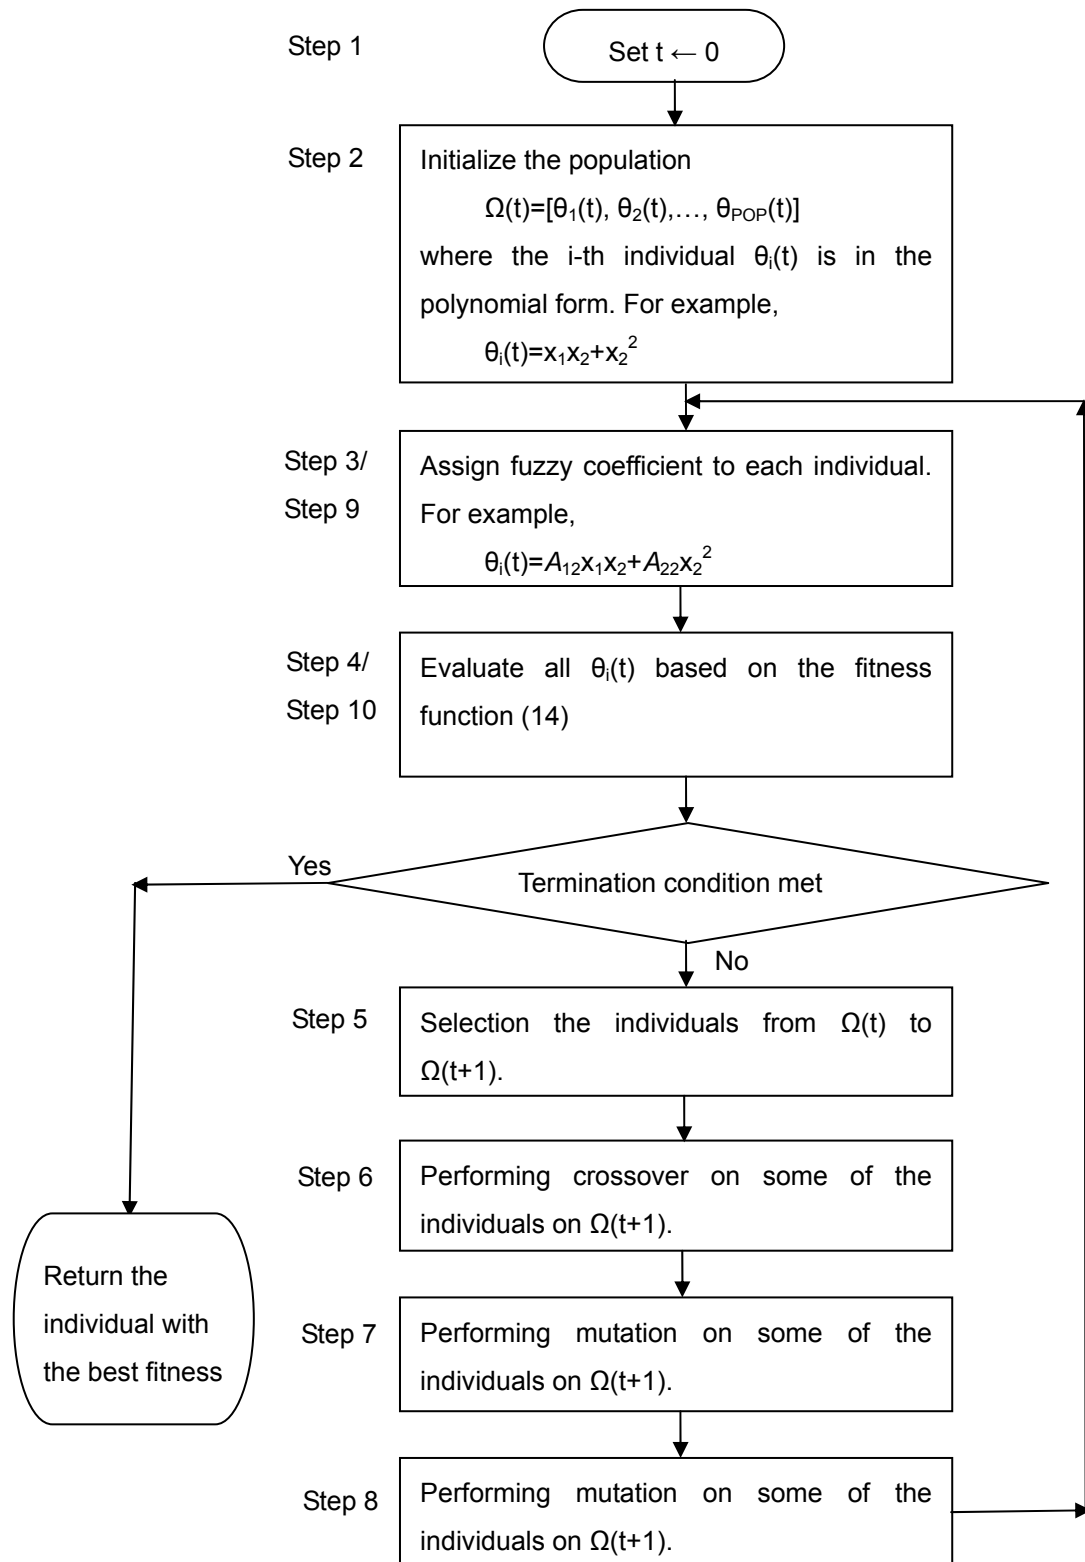 Step 1
Set t ← 0
Step 2
Initialize the population
Ω(t)=[θ₁(t), θ₂(t),…, θ_POP(t)]
where the i-th individual θᵢ(t) is in the
polynomial form. For example,
θᵢ(t)=x₁x₂+x₂²
Step 3/
Step 9
Assign fuzzy coefficient to each individual.
For example,
θᵢ(t)=A₁₂x₁x₂+A₂₂x₂²
Step 4/
Step 10
Evaluate all θᵢ(t) based on the fitness
function (14)
Yes
Termination condition met
No
Step 5
Selection the individuals from Ω(t) to
Ω(t+1).
Step 6
Performing crossover on some of the
individuals on Ω(t+1).
Return the
individual with
the best fitness
Step 7
Performing mutation on some of the
individuals on Ω(t+1).
Step 8
Performing mutation on some of the
individuals on Ω(t+1).